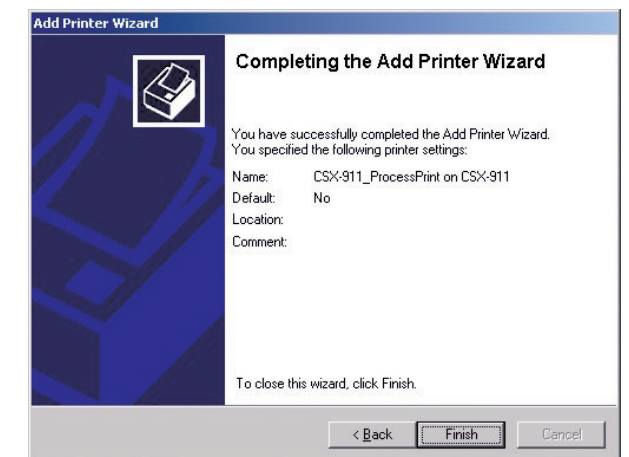 Add Printer Wizard
Completing the Add Printer Wizard
You have successfully completed the Add Printer Wizard.
You specified the following printer settings:
Name: CSX-911_ProcessPrint on CSX-911
Default: No
Location:
Comment:
To close this wizard, click Finish.
< Back Finish Cancel